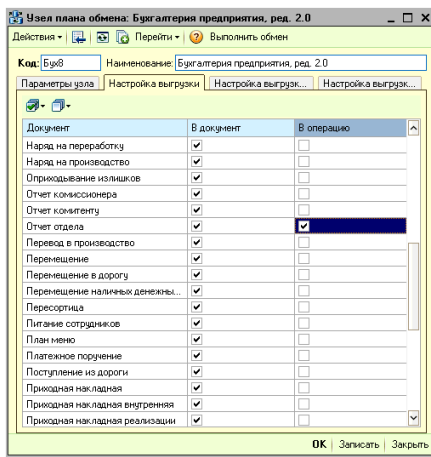 Узел плана обмена: Бухгалтерия предприятия, ред. 2.0
Действия Перейти Выполнить обмен
Код: Бух8 Наименование: Бухгалтерия предприятия, ред. 2.0
Параметры узла Настройка выгрузки Настройка выгрузк... Настройка выгрузк...
Документ В документ В операцию
Наряд на переработку
Наряд на производство
Оприходывание излишков
Отчет комиссионера
Отчет комитенту
Отчет отдела
Перевод в производство
Перемещение
Перемещение в дорогу
Перемещение наличных денежны...
Пересортица
Питание сотрудников
План меню
Платежное поручение
Поступление из дороги
Приходная накладная
Приходная накладная внутренняя
Приходная накладная реализации
OK Записать Закрыть